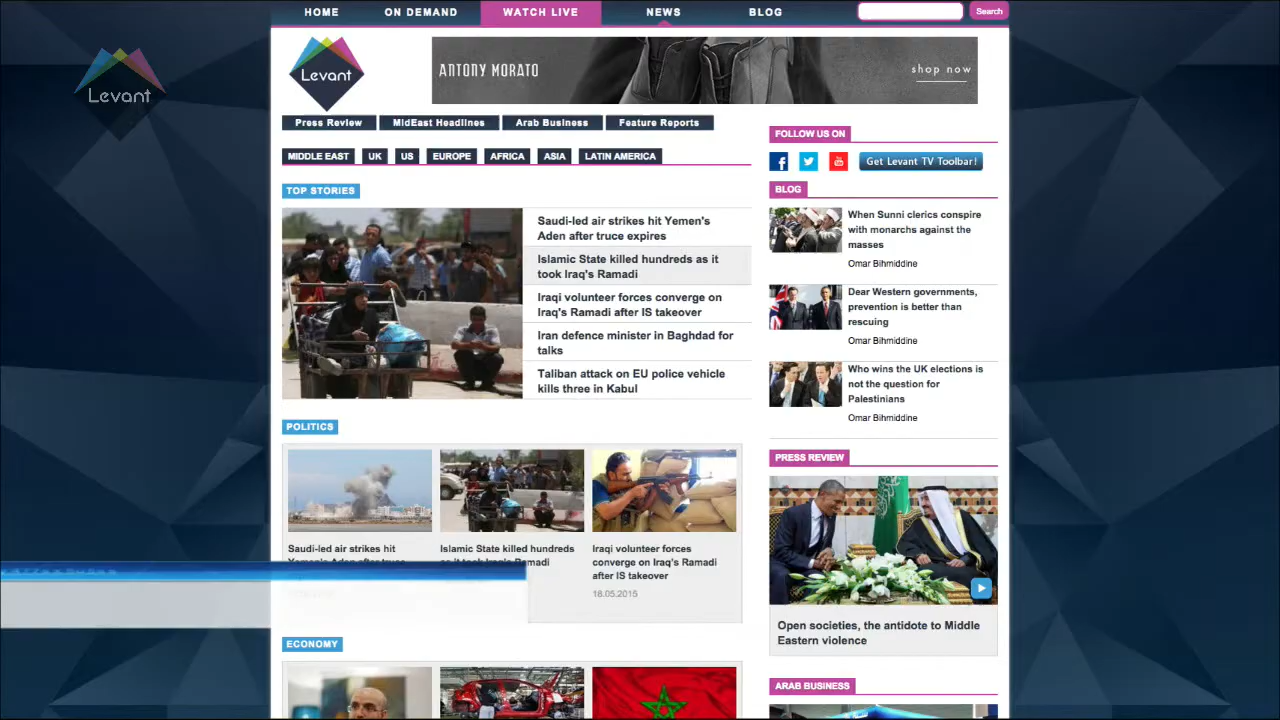 HOME
ON DEMAND
WATCH LIVE
NEWS
BLOG
Search
Levant
Levant
ANTONY MORATO
shop now
Press Review
MidEast Headlines
Arab Business
Feature Reports
MIDDLE EAST
UK
US
EUROPE
AFRICA
ASIA
LATIN AMERICA
TOP STORIES
Saudi-led air strikes hit Yemen's
Aden after truce expires
Islamic State killed hundreds as it
took Iraq's Ramadi
Iraqi volunteer forces converge on
Iraq's Ramadi after IS takeover
Iran defence minister in Baghdad for
talks
Taliban attack on EU police vehicle
kills three in Kabul
POLITICS
Saudi-led air strikes hit
Yemen's Aden after truce
Islamic State killed hundreds
as it took Iraq's Ramadi
Iraqi volunteer forces
converge on Iraq's Ramadi
after IS takeover
18.05.2015
ECONOMY
FOLLOW US ON
Get Levant TV Toolbar!
BLOG
When Sunni clerics conspire
with monarchs against the
masses
Omar Bihmiddine
Dear Western governments,
prevention is better than
rescuing
Omar Bihmiddine
Who wins the UK elections is
not the question for
Palestinians
Omar Bihmiddine
PRESS REVIEW
Open societies, the antidote to Middle
Eastern violence
ARAB BUSINESS